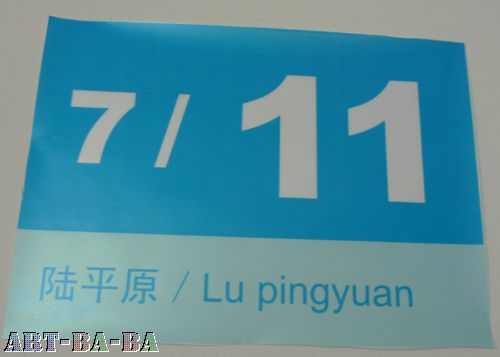 7/11
陆平原 / Lu pingyuan
ART-BA-BA